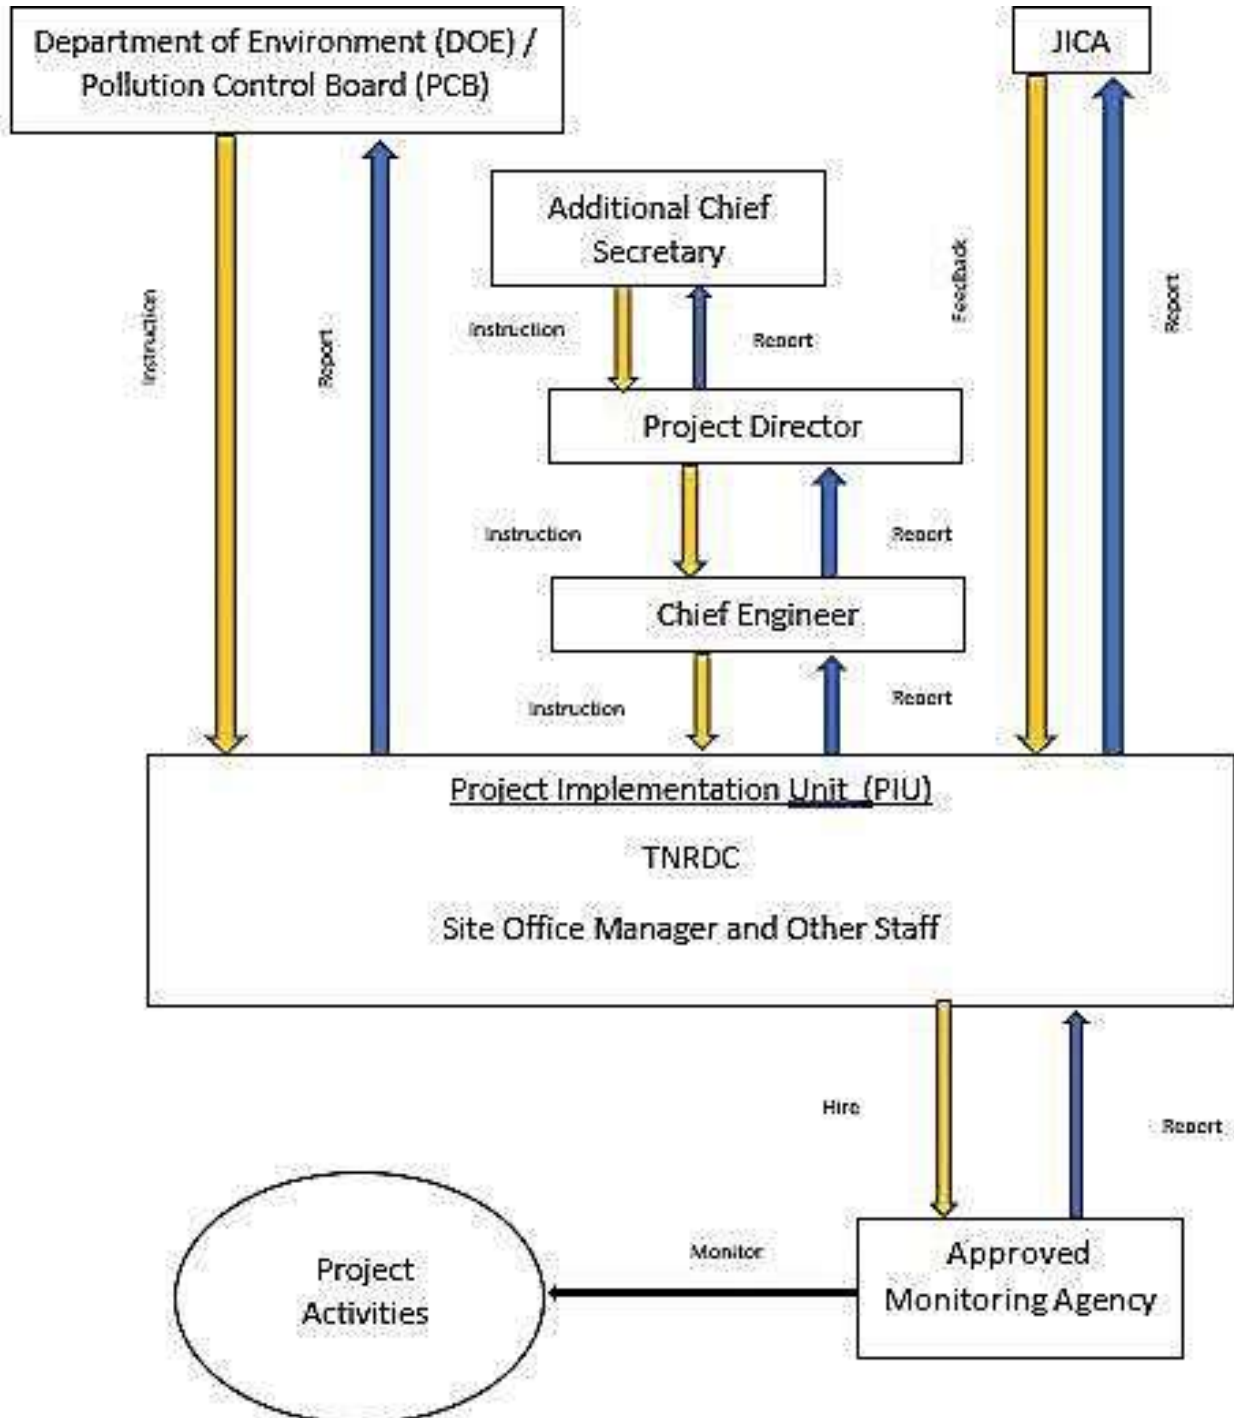 Department of Environment (DOE) /
Pollution Control Board (PCB)
JICA
Additional Chief
Secretary
Instruction
Report
Feedback
Report
Instruction
Report
Project Director
Instruction
Report
Chief Engineer
Instruction
Report
Project Implementation Unit (PIU)
TNRDC
Site Office Manager and Other Staff
Hire
Report
Approved
Monitoring Agency
Monitor
Project
Activities